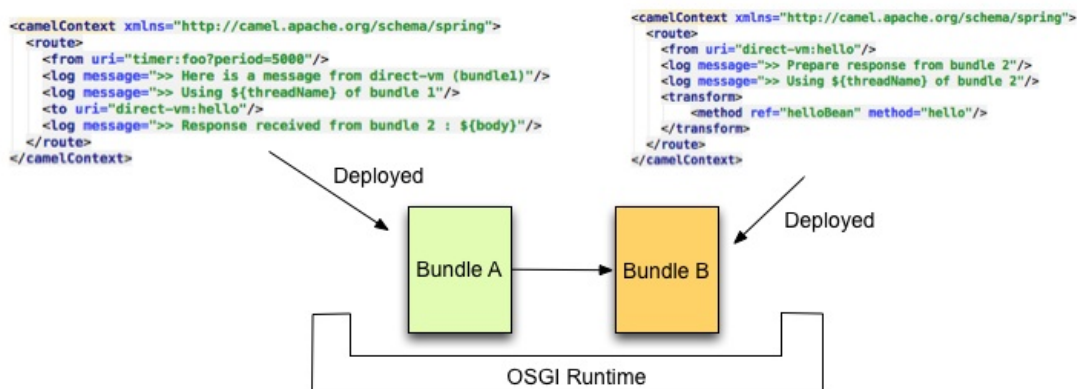 <camelContext xmlns="http://camel.apache.org/schema/spring">
<route>
<from uri="timer:foo?period=5000"/>
<log message=">> Here is a message from direct-vm (bundle1)"/>
<log message=">> Using ${threadName} of bundle 1"/>
<to uri="direct-vm:hello"/>
<log message=">> Response received from bundle 2 : ${body}"/>
</route>
</camelContext>
<camelContext xmlns="http://camel.apache.org/schema/spring">
<route>
<from uri="direct-vm:hello"/>
<log message=">> Prepare response from bundle 2"/>
<log message=">> Using ${threadName} of bundle 2"/>
<transform>
<method ref="helloBean" method="hello"/>
</transform>
</route>
</camelContext>
Deployed
Deployed
Bundle A
Bundle B
OSGI Runtime